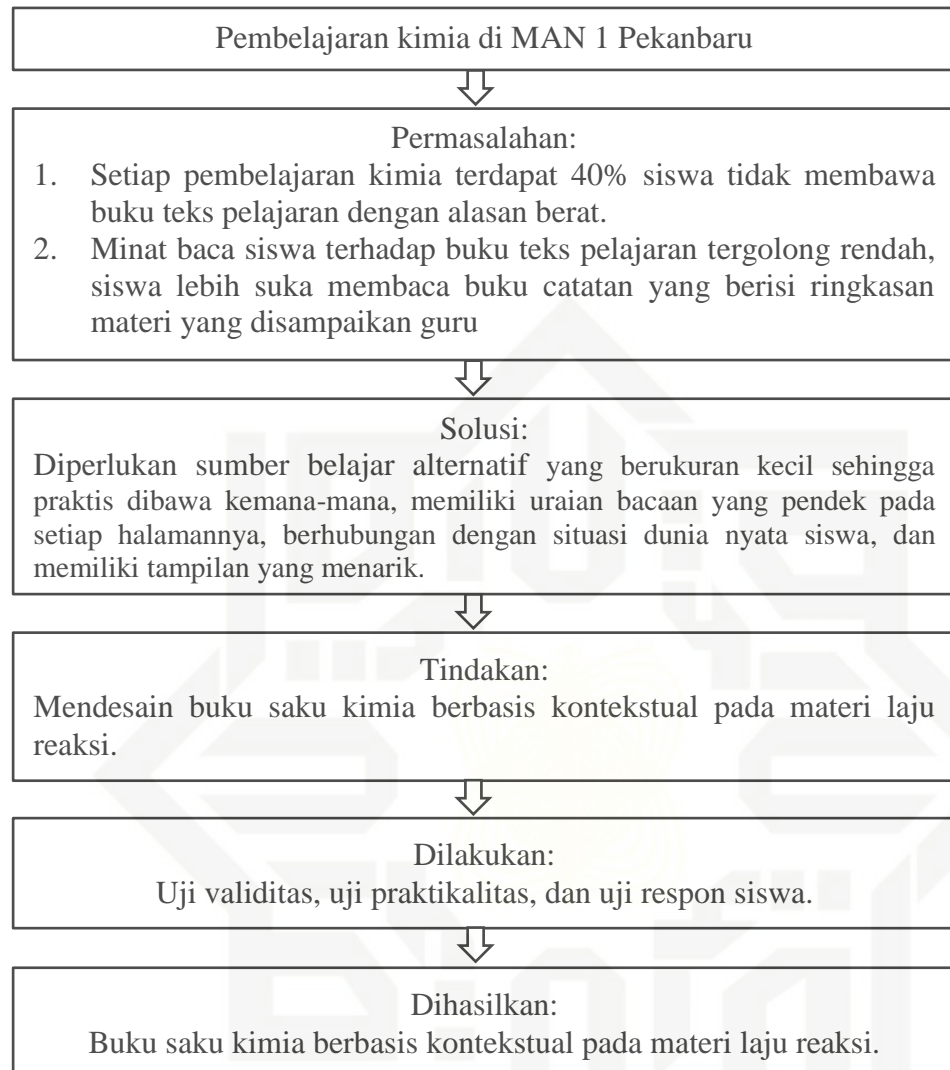 Pembelajaran kimia di MAN 1 Pekanbaru
Permasalahan:
1. Setiap pembelajaran kimia terdapat 40% siswa tidak membawa
buku teks pelajaran dengan alasan berat.
2. Minat baca siswa terhadap buku teks pelajaran tergolong rendah,
siswa lebih suka membaca buku catatan yang berisi ringkasan
materi yang disampaikan guru
Solusi:
Diperlukan sumber belajar alternatif yang berukuran kecil sehingga
praktis dibawa kemana-mana, memiliki uraian bacaan yang pendek pada
setiap halamannya, berhubungan dengan situasi dunia nyata siswa, dan
memiliki tampilan yang menarik.
Tindakan:
Mendesain buku saku kimia berbasis kontekstual pada materi laju
reaksi.
Dilakukan:
Uji validitas, uji praktikalitas, dan uji respon siswa.
Dihasilkan:
Buku saku kimia berbasis kontekstual pada materi laju reaksi.